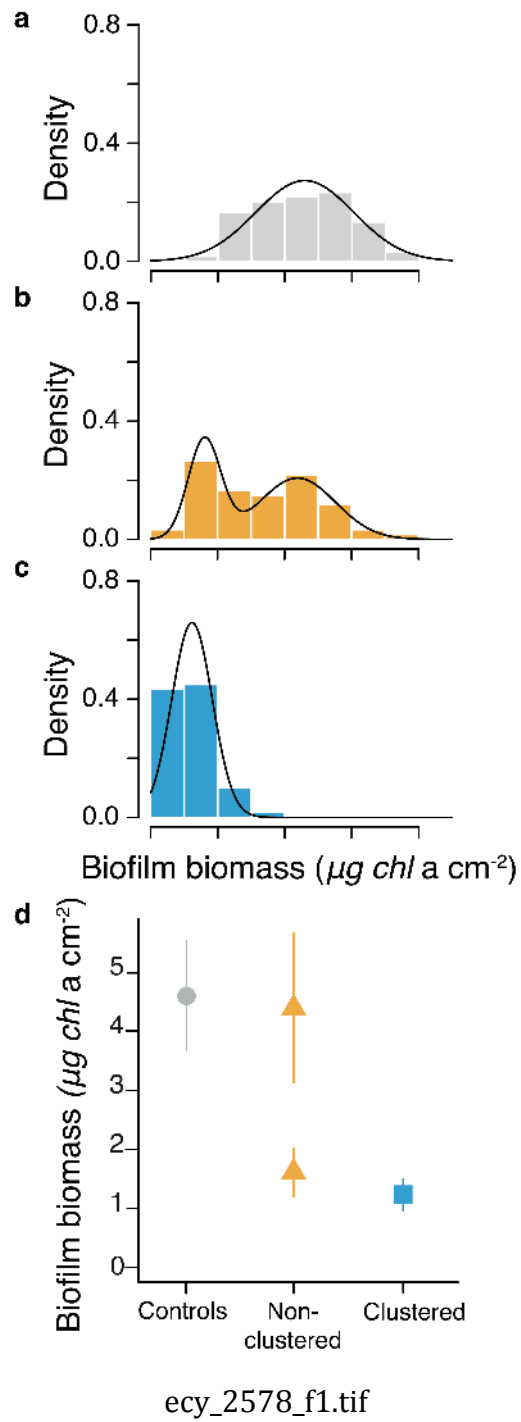 a
0.8
0.4
0.0
Density
b
0.8
0.4
0.0
Density
c
0.8
0.4
0.0
Density
Biofilm biomass (µg chl a cm-2)
d
Biofilm biomass (µg chl a cm-2)
5
4
3
2
1
0
Controls
Non-
clustered
Clustered
ecy_2578_f1.tif